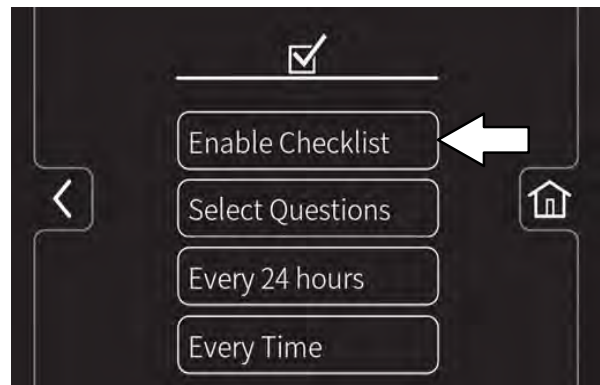 Enable Checklist
Select Questions
Every 24 hours
Every Time